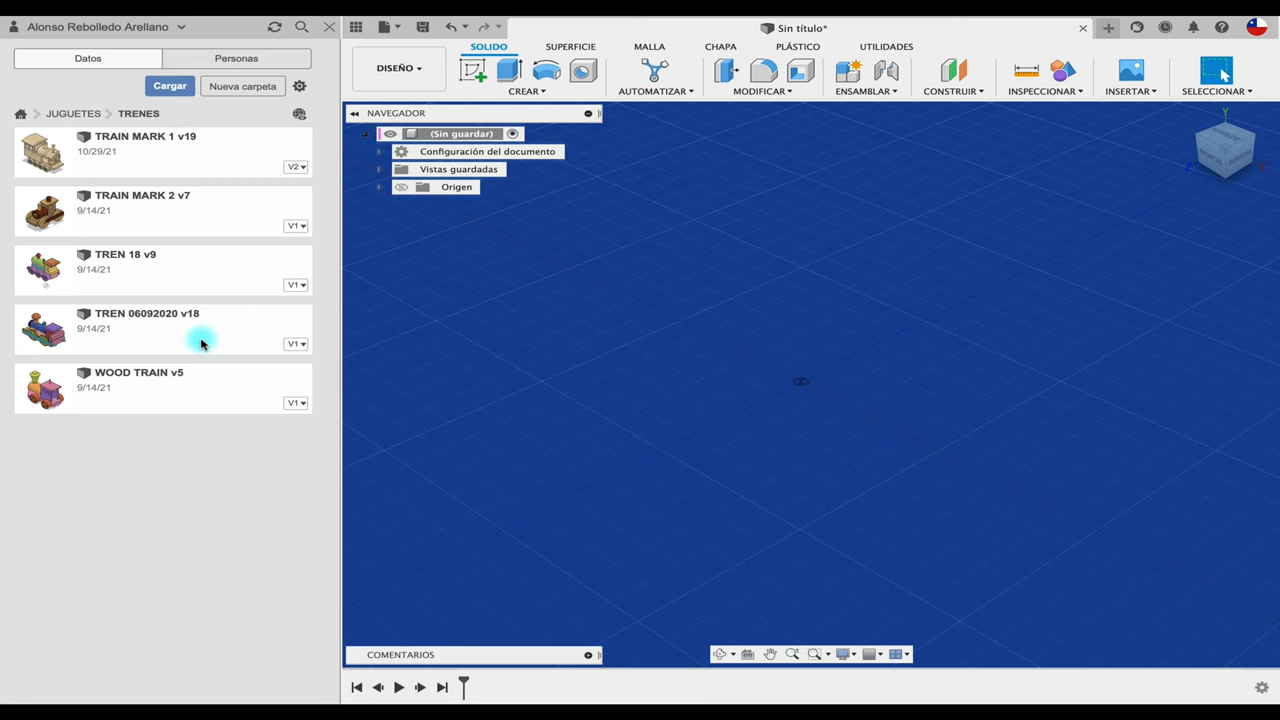 Alonso Rebolledo Arellano
Sin título*
Datos
Personas
Cargar
Nueva carpeta
JUGUETES
TRENES
TRAIN MARK 1 v19
10/29/21
V2
TRAIN MARK 2 v7
9/14/21
V1
TREN 18 v9
9/14/21
V1
TREN 06092020 v18
9/14/21
V1
WOOD TRAIN v5
9/14/21
V1
DISEÑO
SOLIDO
SUPERFICIE
MALLA
CHAPA
PLÁSTICO
UTILIDADES
CREAR
AUTOMATIZAR
MODIFICAR
ENSAMBLAR
CONSTRUIR
INSPECCIONAR
INSERTAR
SELECCIONAR
NAVEGADOR
(Sin guardar)
Configuración del documento
Vistas guardadas
Origen
Y
COMENTARIOS